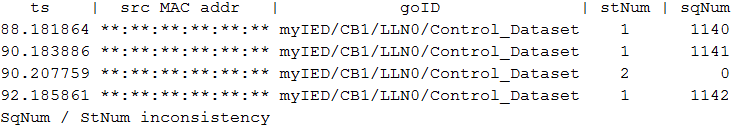 ts | src MAC addr | goID | stNum | sqNum
88.181864 **:**:**:**:**:** myIED/CB1/LLN0/Control_Dataset 1 1140
90.183886 **:**:**:**:**:** myIED/CB1/LLN0/Control_Dataset 1 1141
90.207759 **:**:**:**:**:** myIED/CB1/LLN0/Control_Dataset 2 0
92.185861 **:**:**:**:**:** myIED/CB1/LLN0/Control_Dataset 1 1142
SqNum / StNum inconsistency